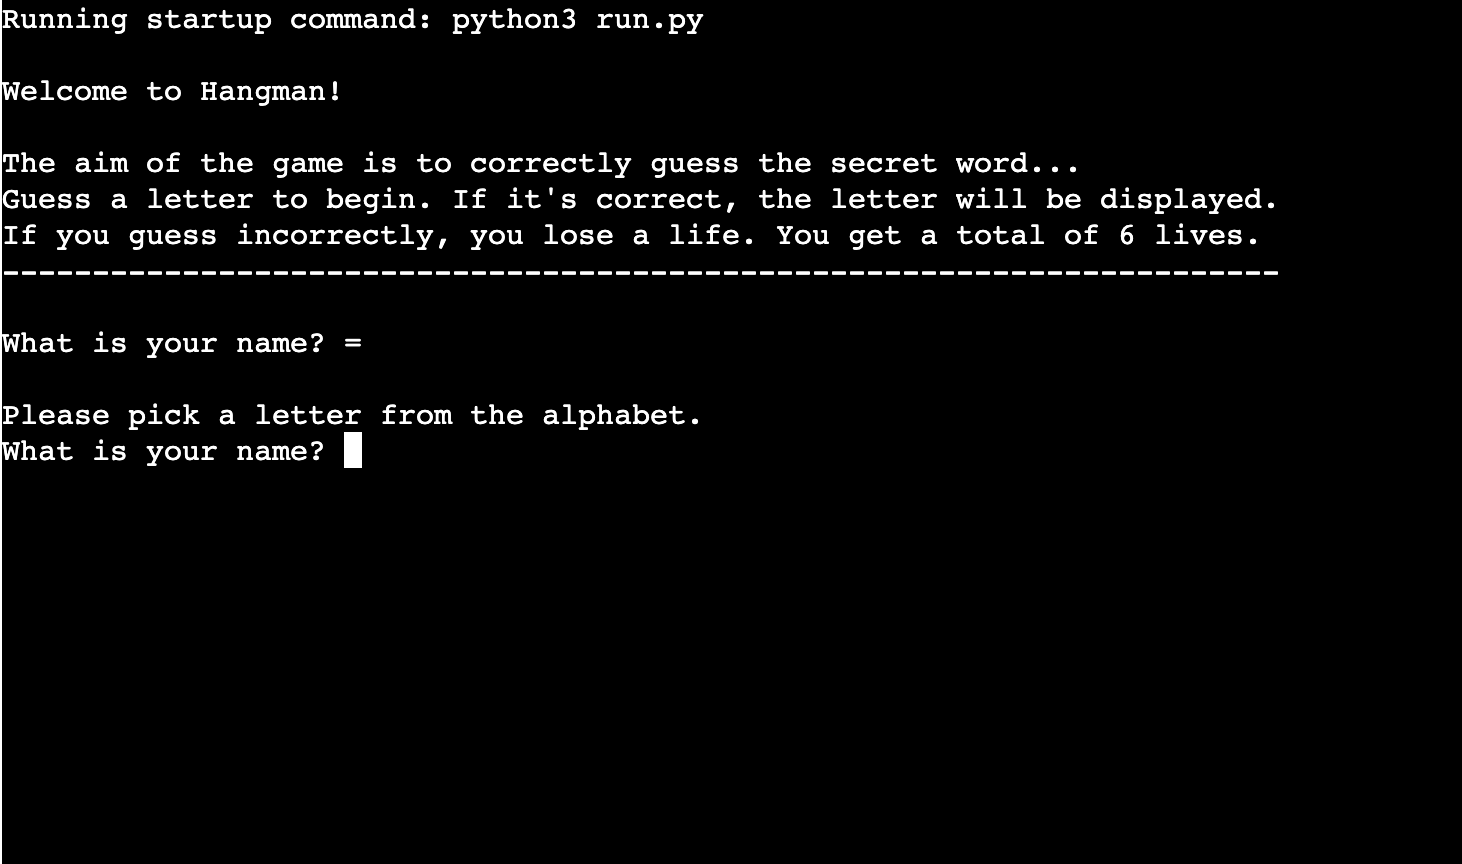 Running startup command: python3 run.py
Welcome to Hangman!
The aim of the game is to correctly guess the secret word...
Guess a letter to begin. If it's correct, the letter will be displayed.
If you guess incorrectly, you lose a life. You get a total of 6 lives.
-----------------------------------------------------------------------
What is your name? =
Please pick a letter from the alphabet.
What is your name?